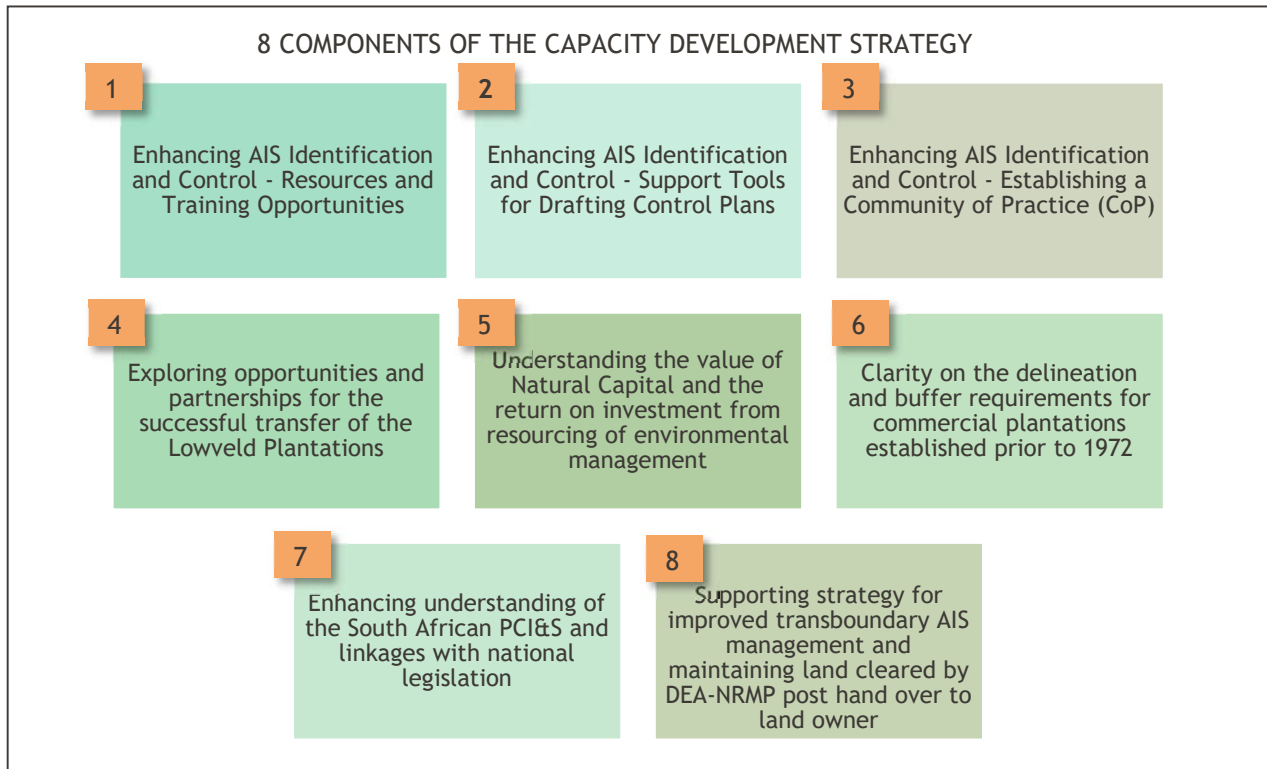 8 COMPONENTS OF THE CAPACITY DEVELOPMENT STRATEGY
1
Enhancing AIS Identification
and Control - Resources and
Training Opportunities
2
Enhancing AIS Identification
and Control - Support Tools
for Drafting Control Plans
3
Enhancing AIS Identification
and Control - Establishing a
Community of Practice (CoP)
4
Exploring opportunities and
partnerships for the
successful transfer of the
Lowveld Plantations
5
Understanding the value of
Natural Capital and the
return on investment from
resourcing of environmental
management
6
Clarity on the delineation
and buffer requirements for
commercial plantations
established prior to 1972
7
Enhancing understanding of
the South African PCI&S and
linkages with national
legislation
8
Supporting strategy for
improved transboundary AIS
management and
maintaining land cleared by
DEA-NRMP post hand over to
land owner